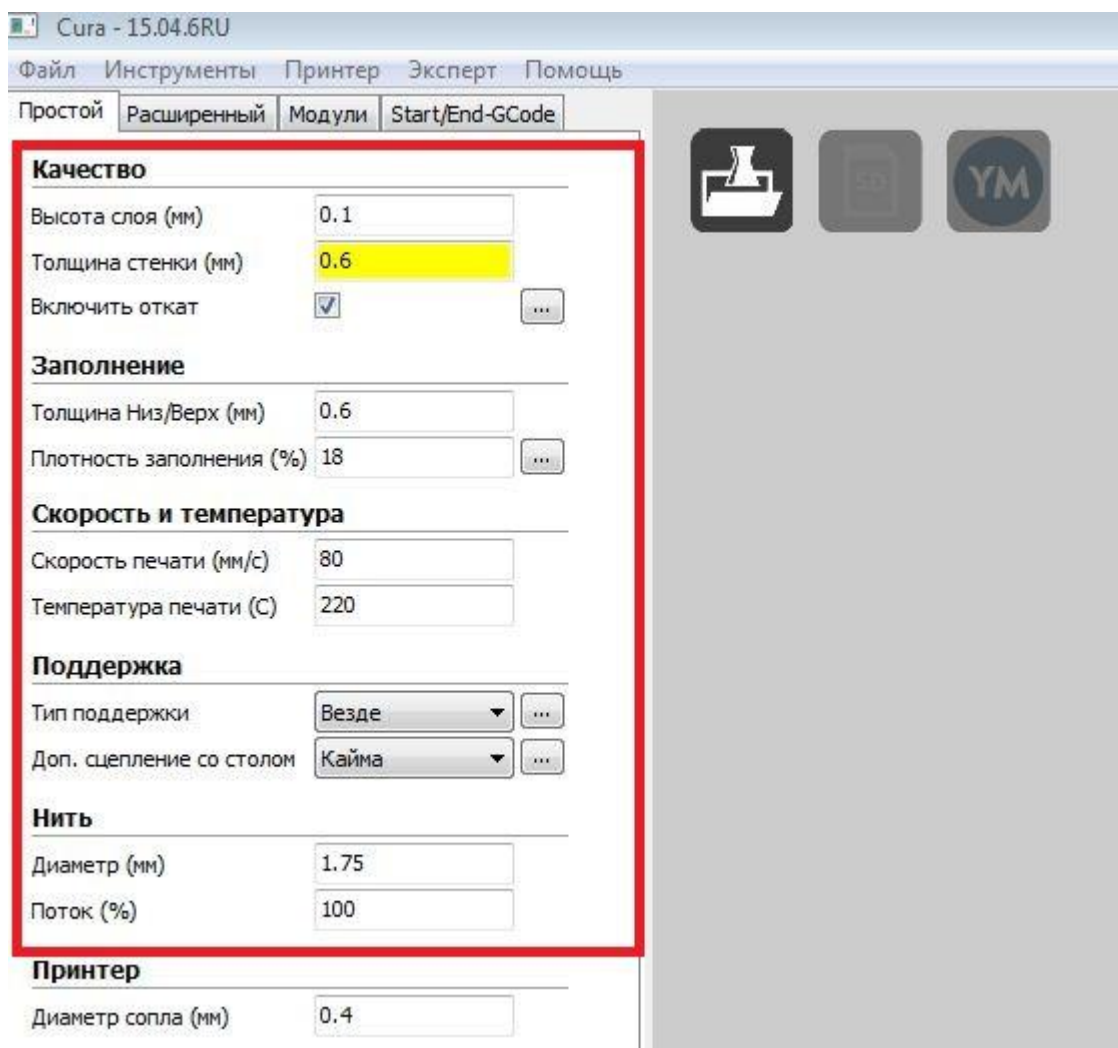 Cura - 15.04.6RU
Файл Инструменты Принтер Эксперт Помощь
Простой Расширенный Модули Start/End-GCode
Качество
Высота слоя (мм) 0.1
Толщина стенки (мм) 0.6
Включить откат ...
Заполнение
Толщина Низ/Верх (мм) 0.6
Плотность заполнения (%) 18 ...
Скорость и температура
Скорость печати (мм/с) 80
Температура печати (C) 220
Поддержка
Тип поддержки Везде ...
Доп. сцепление со столом Кайма ...
Нить
Диаметр (мм) 1.75
Поток (%) 100
Принтер
Диаметр сопла (мм) 0.4
SD
YM